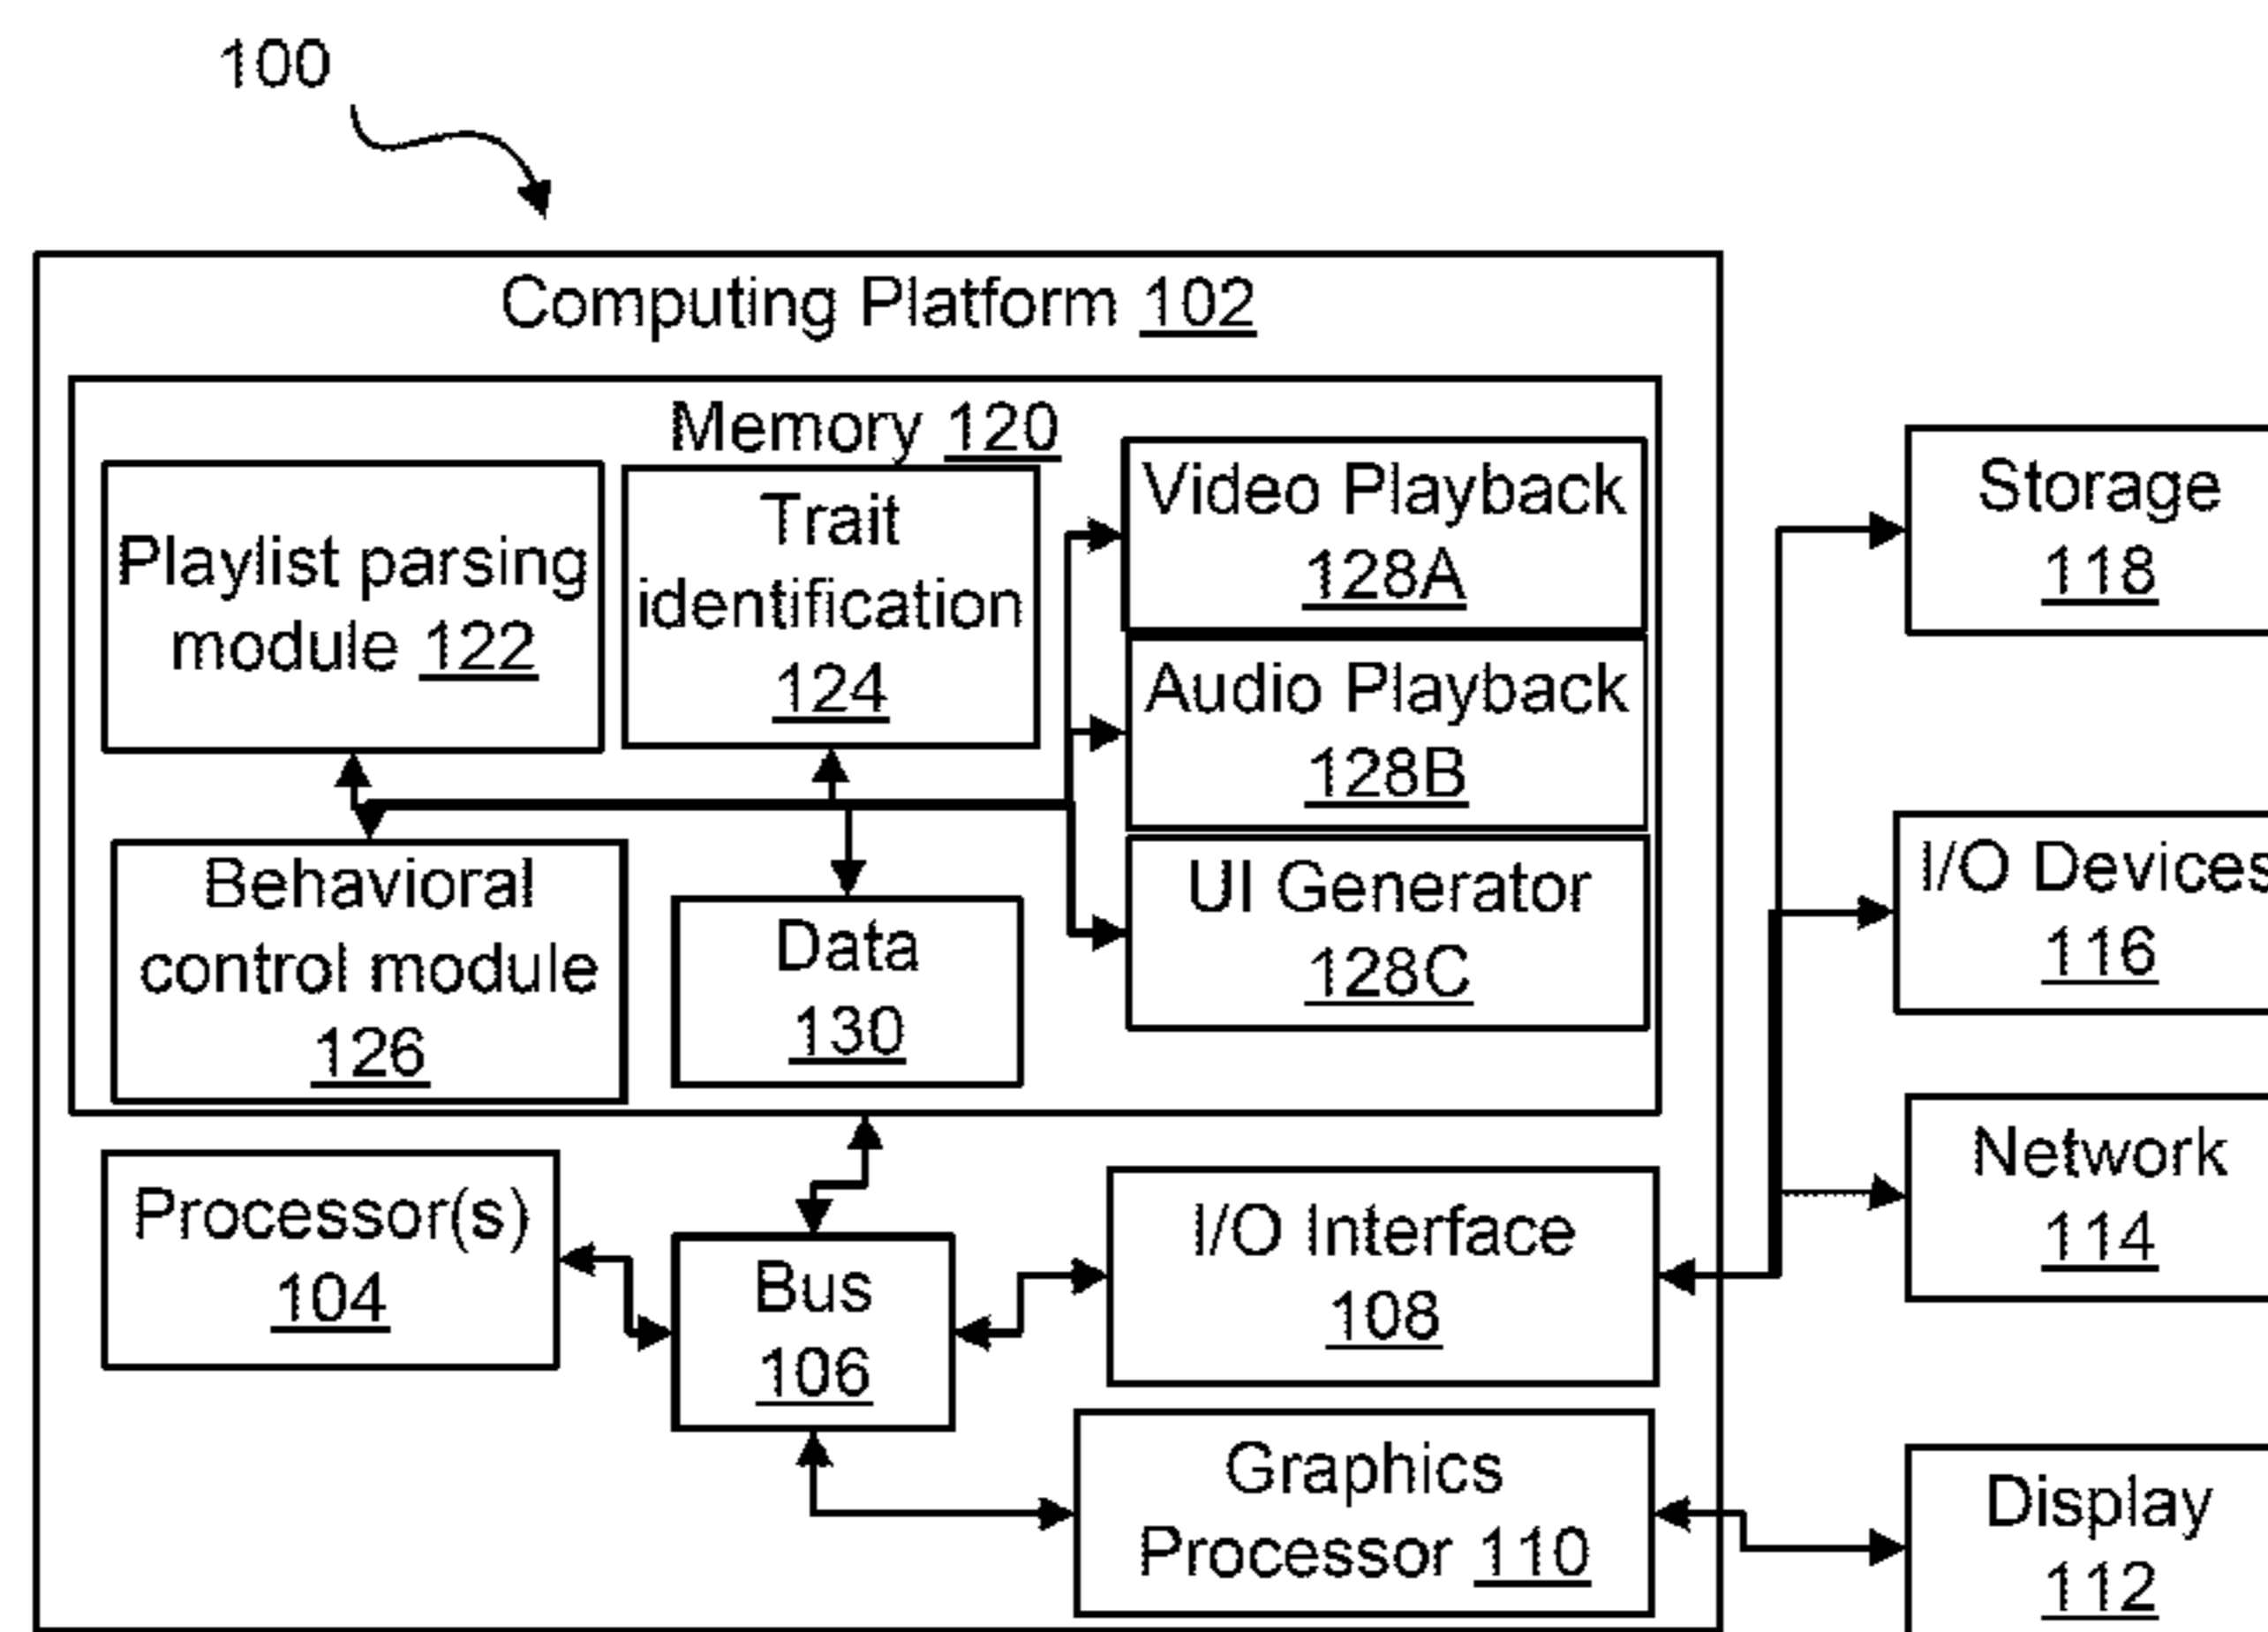 100
Computing Platform 102
Memory 120
Playlist parsing
module 122
Trait
identification
124
Video Playback
128A
Audio Playback
128B
UI Generator
128C
Behavioral
control module
126
Data
130
Processor(s)
104
Bus
106
I/O Interface
108
Graphics
Processor 110
Storage
118
I/O Devices
116
Network
114
Display
112